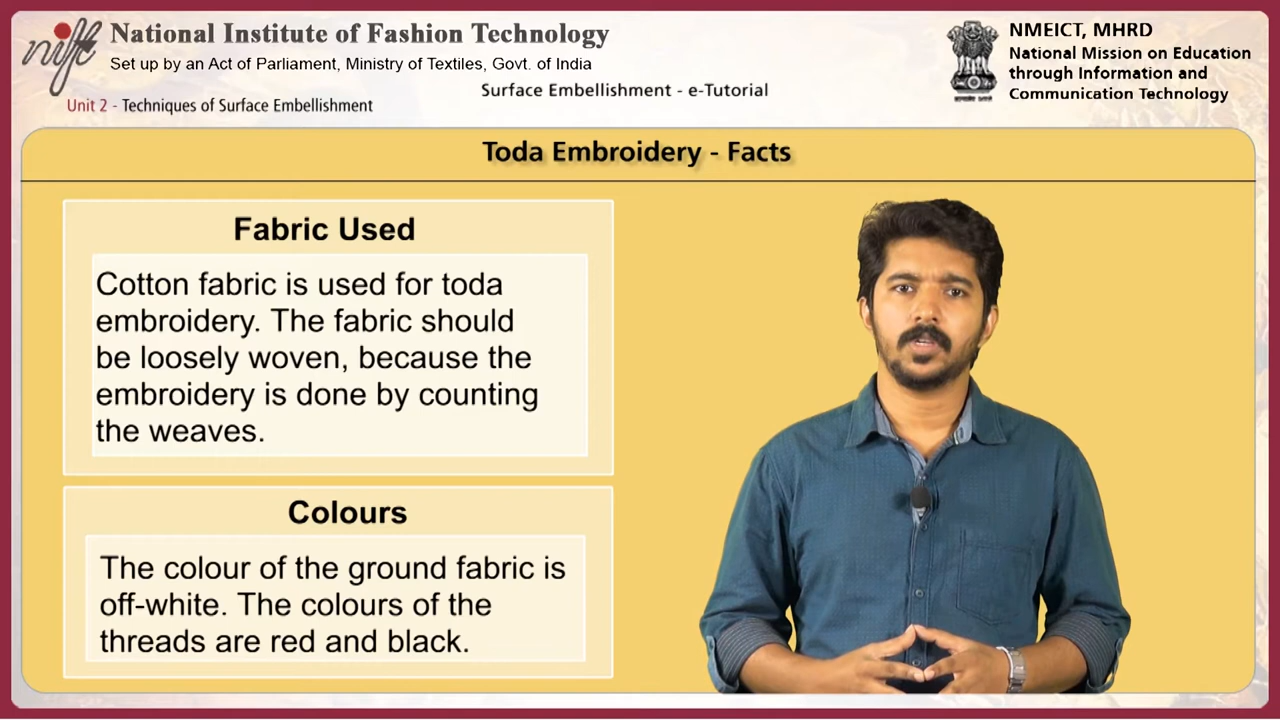 nift
National Institute of Fashion Technology
Set up by an Act of Parliament, Ministry of Textiles, Govt. of India
Unit 2 - Techniques of Surface Embellishment
Surface Embellishment - e-Tutorial
NMEICT, MHRD
National Mission on Education
through Information and
Communication Technology
Toda Embroidery - Facts
Fabric Used
Cotton fabric is used for toda
embroidery. The fabric should
be loosely woven, because the
embroidery is done by counting
the weaves.
Colours
The colour of the ground fabric is
off-white. The colours of the
threads are red and black.